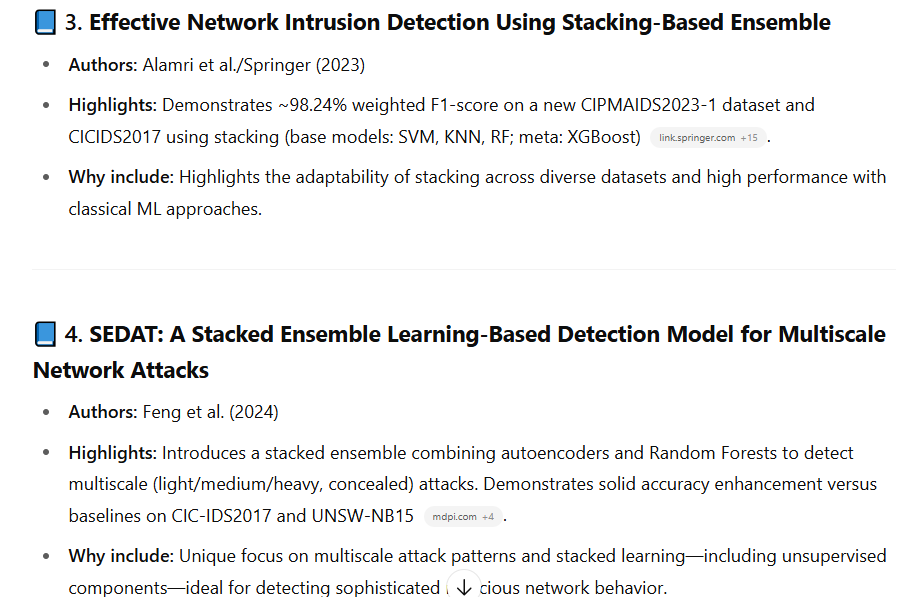 3. Effective Network Intrusion Detection Using Stacking-Based Ensemble
Authors: Alamri et al./Springer (2023)
Highlights: Demonstrates ~98.24% weighted F1-score on a new CIPMAIDS2023-1 dataset and
CICIDS2017 using stacking (base models: SVM, KNN, RF; meta: XGBoost) link.springer.com +15 .
Why include: Highlights the adaptability of stacking across diverse datasets and high performance with
classical ML approaches.
4. SEDAT: A Stacked Ensemble Learning-Based Detection Model for Multiscale
Network Attacks
Authors: Feng et al. (2024)
Highlights: Introduces a stacked ensemble combining autoencoders and Random Forests to detect
multiscale (light/medium/heavy, concealed) attacks. Demonstrates solid accuracy enhancement versus
baselines on CIC-IDS2017 and UNSW-NB15 mdpi.com +4 .
Why include: Unique focus on multiscale attack patterns and stacked learning—including unsupervised
components—ideal for detecting sophisticated cious network behavior.